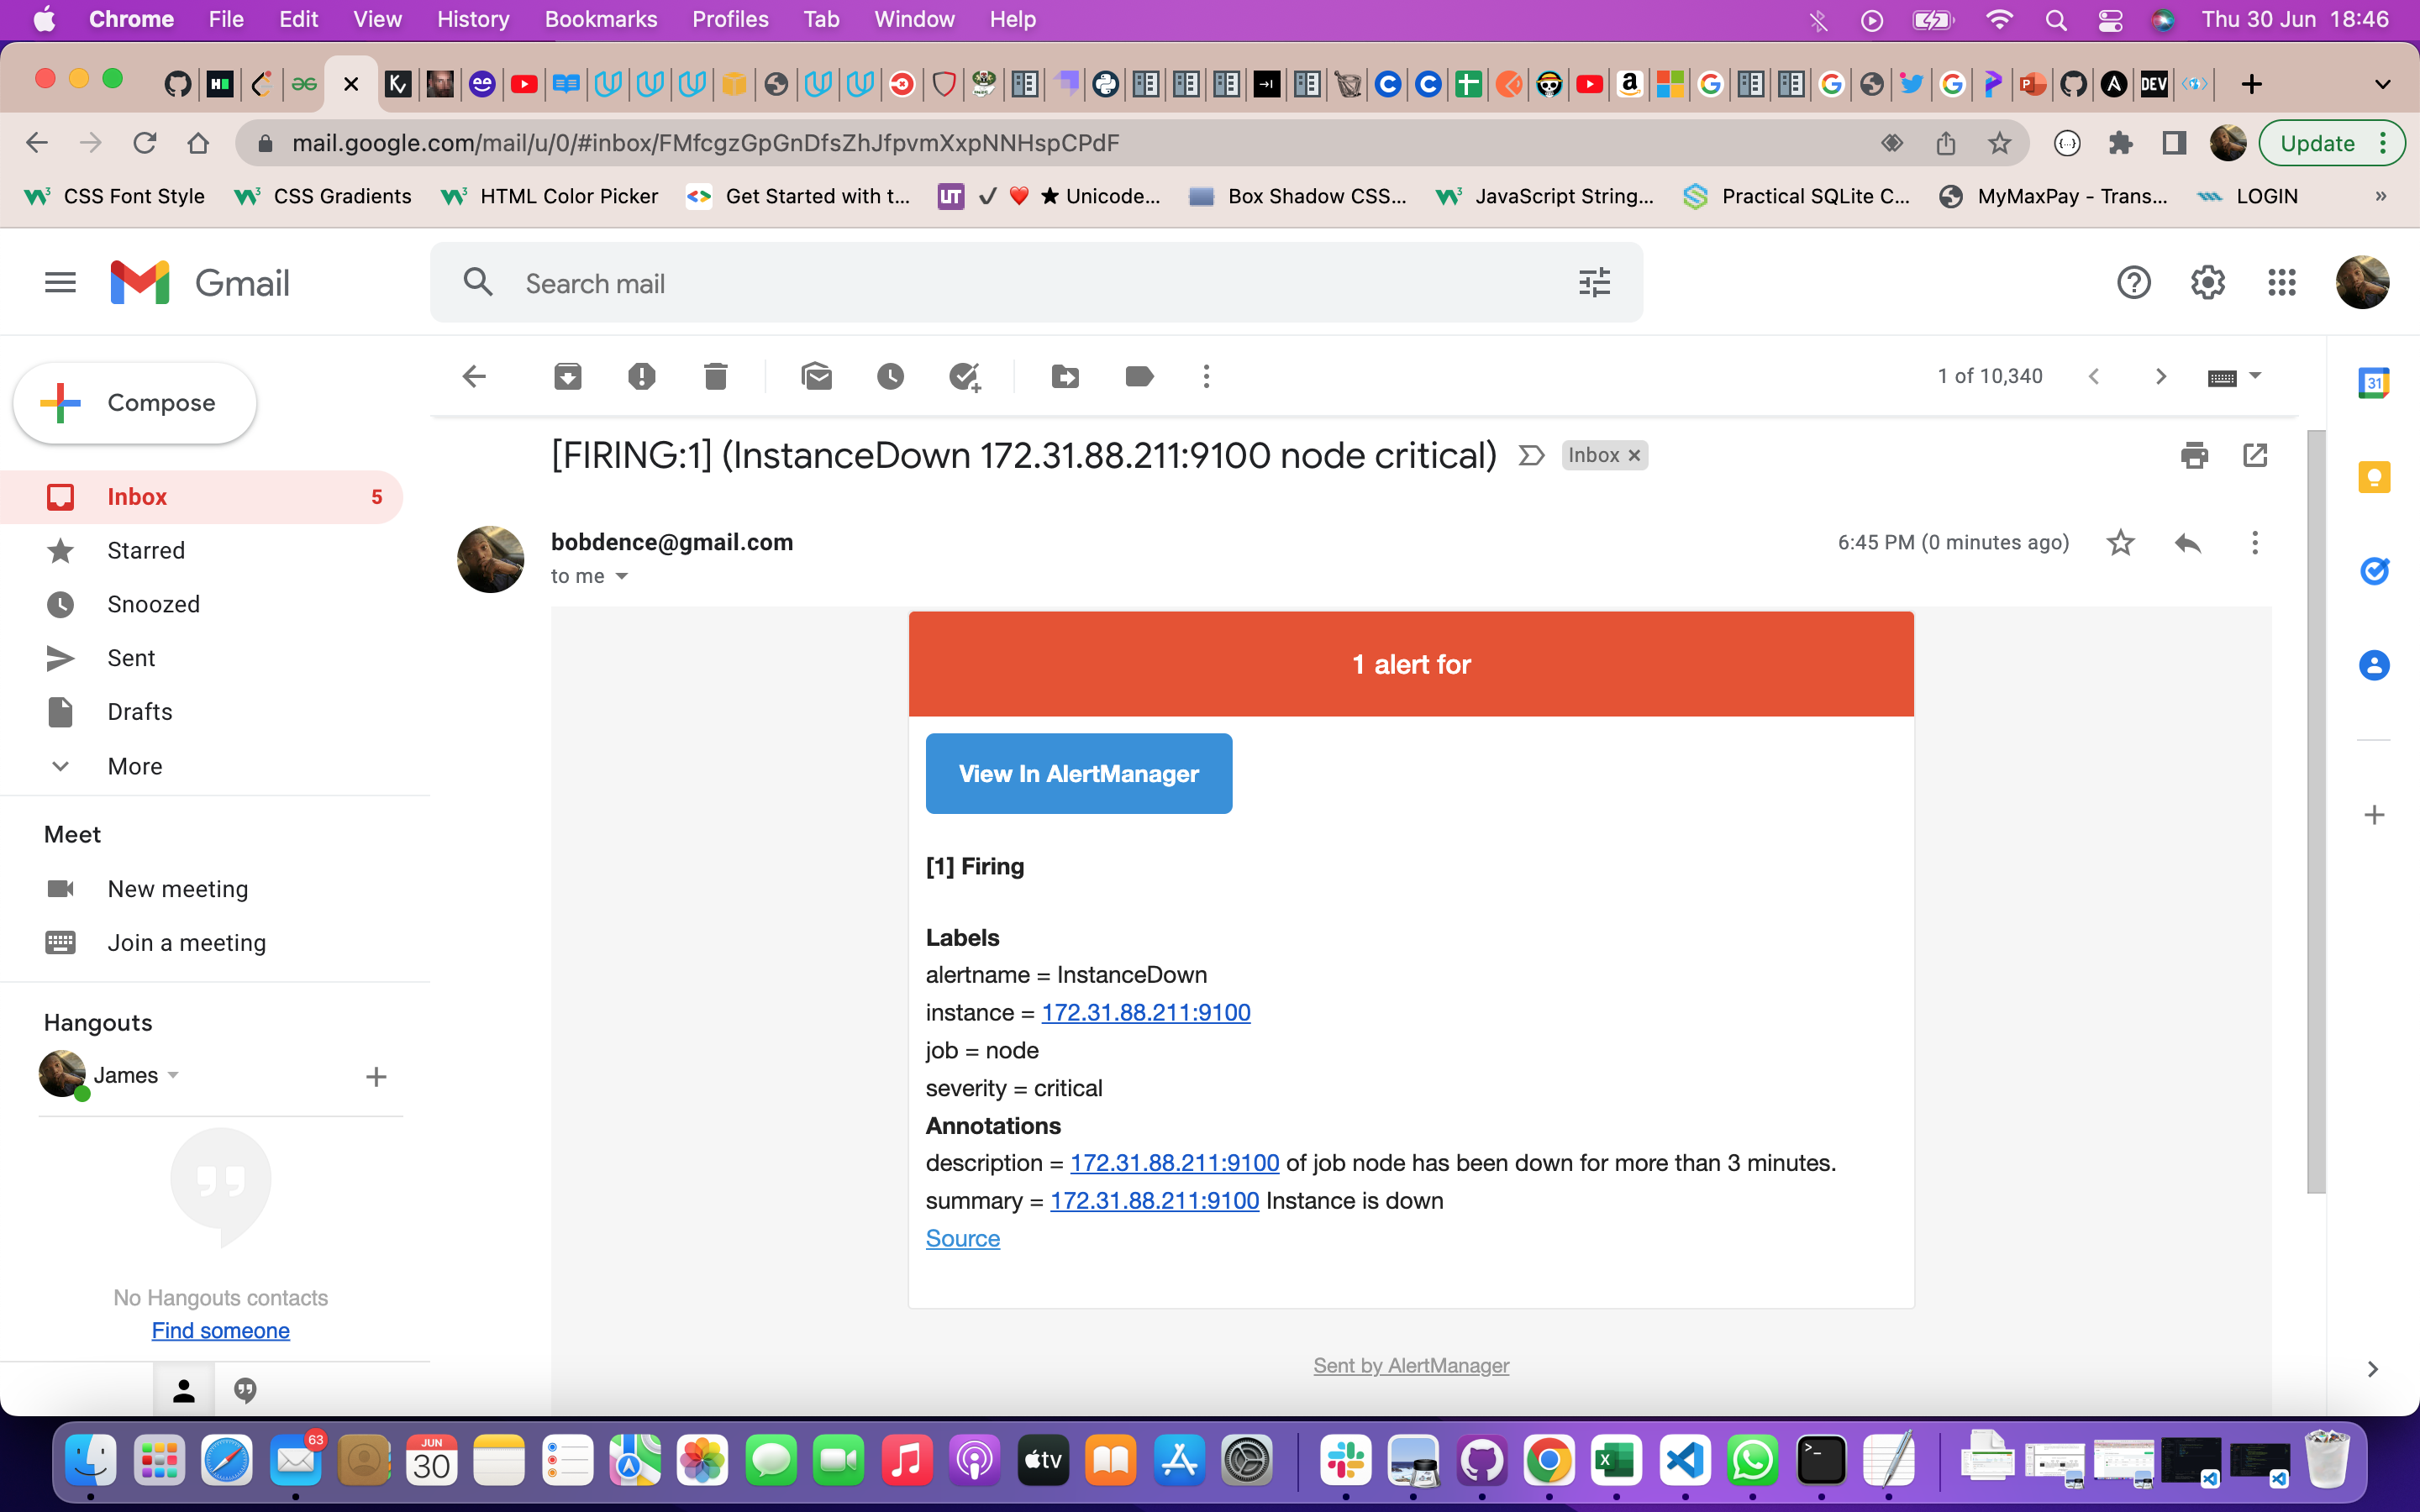 Chrome File Edit View History Bookmarks Profiles Tab Window Help Thu 30 Jun 18:46
mail.google.com/mail/u/0/#inbox/FMfcgzGpGnDfsZhJfpvmXxpNNHspCPdF Update
CSS Font Style CSS Gradients HTML Color Picker Get Started with t... UT ✓ ❤️ ★ Unicode... Box Shadow CSS... JavaScript String... Practical SQLite C... MyMaxPay - Trans... LOGIN »
Gmail Search mail
Compose
1 of 10,340
[FIRING:1] (InstanceDown 172.31.88.211:9100 node critical) Inbox ×
Inbox 5
Starred
Snoozed
Sent
Drafts
More
Meet
New meeting
Join a meeting
Hangouts
James
No Hangouts contacts
Find someone
bobdence@gmail.com 6:45 PM (0 minutes ago)
to me
1 alert for
View In AlertManager
[1] Firing
Labels
alertname = InstanceDown
instance = 172.31.88.211:9100
job = node
severity = critical
Annotations
description = 172.31.88.211:9100 of job node has been down for more than 3 minutes.
summary = 172.31.88.211:9100 Instance is down
Source
Sent by AlertManager
31
63
JUN
30
tv